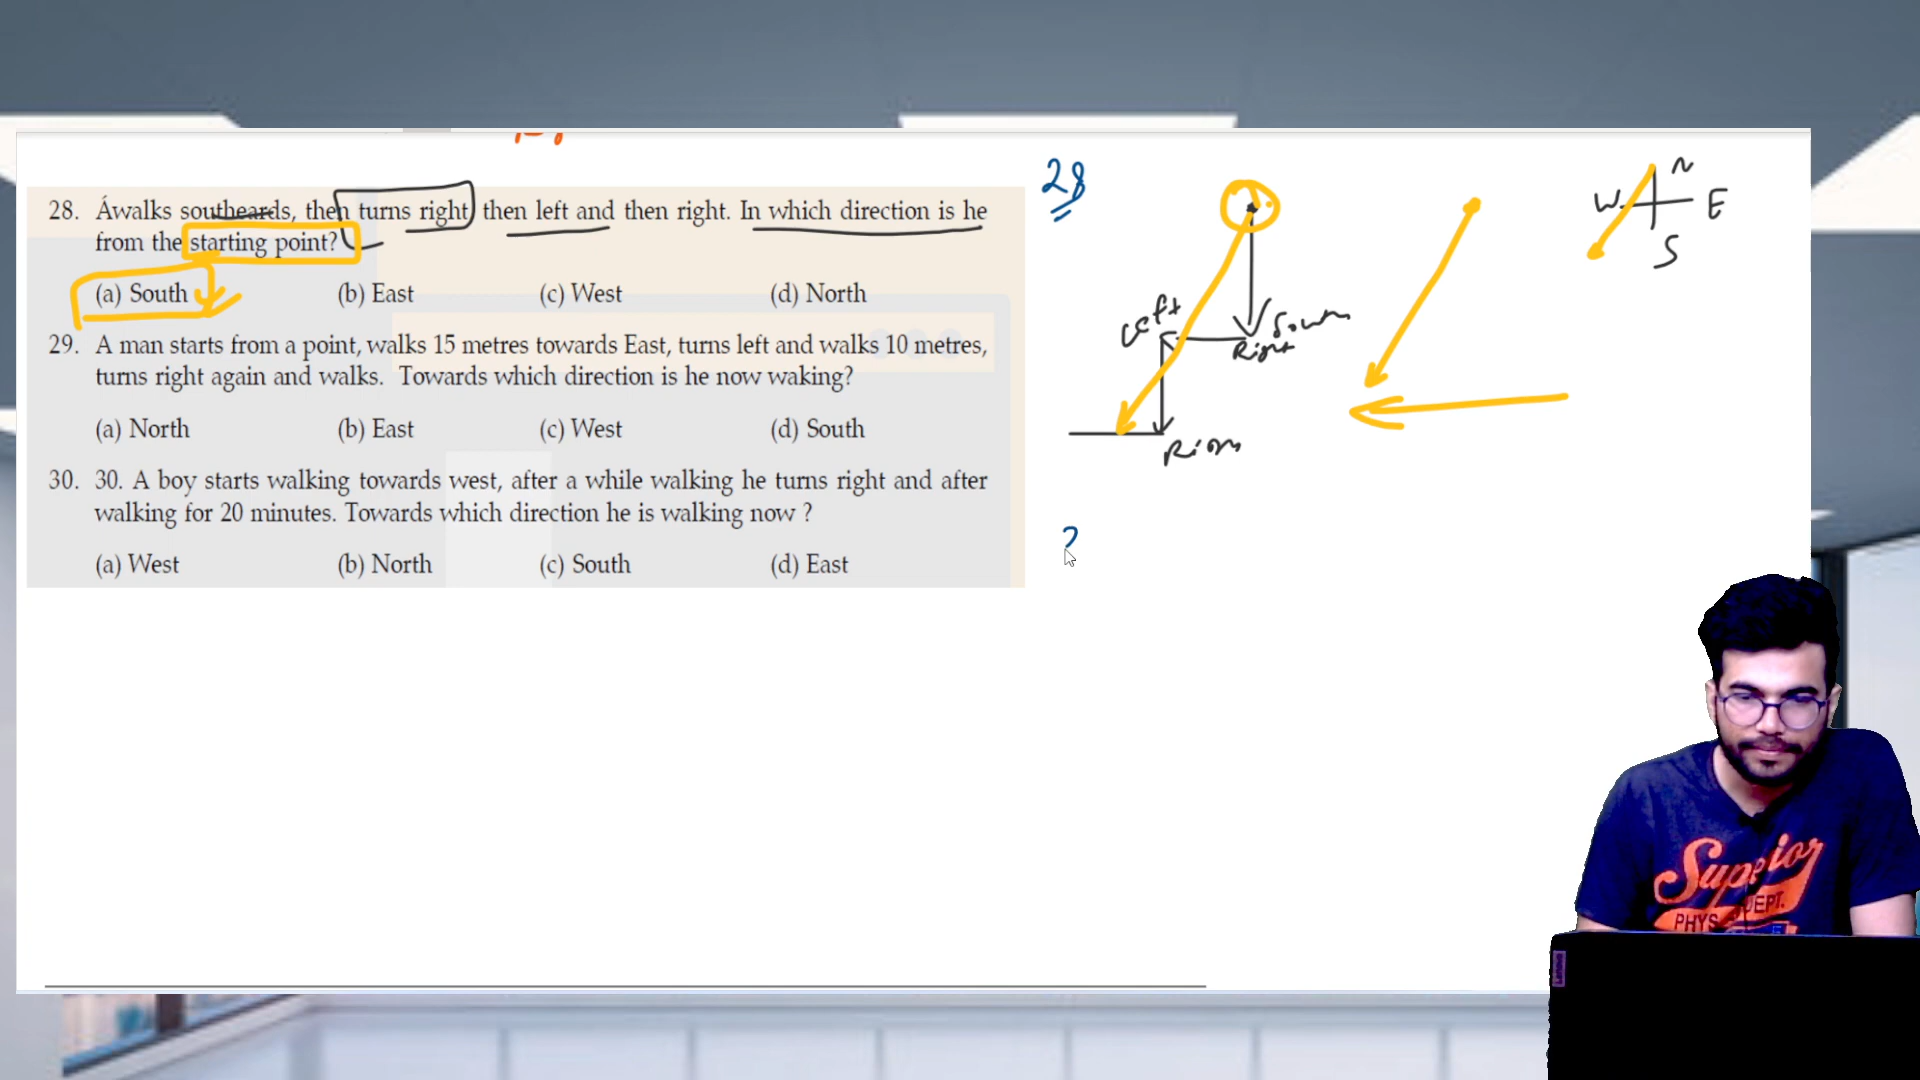 28. Áwalks southeards, then turns right then left and then right. In which direction is he
from the starting point?
(a) South (b) East (c) West (d) North
29. A man starts from a point, walks 15 metres towards East, turns left and walks 10 metres,
turns right again and walks. Towards which direction is he now waking?
(a) North (b) East (c) West (d) South
30. 30. A boy starts walking towards west, after a while walking he turns right and after
walking for 20 minutes. Towards which direction he is walking now ?
(a) West (b) North (c) South (d) East
28
Left
South
Right
N
W E
S
2
Superior
PHYS DEPT.